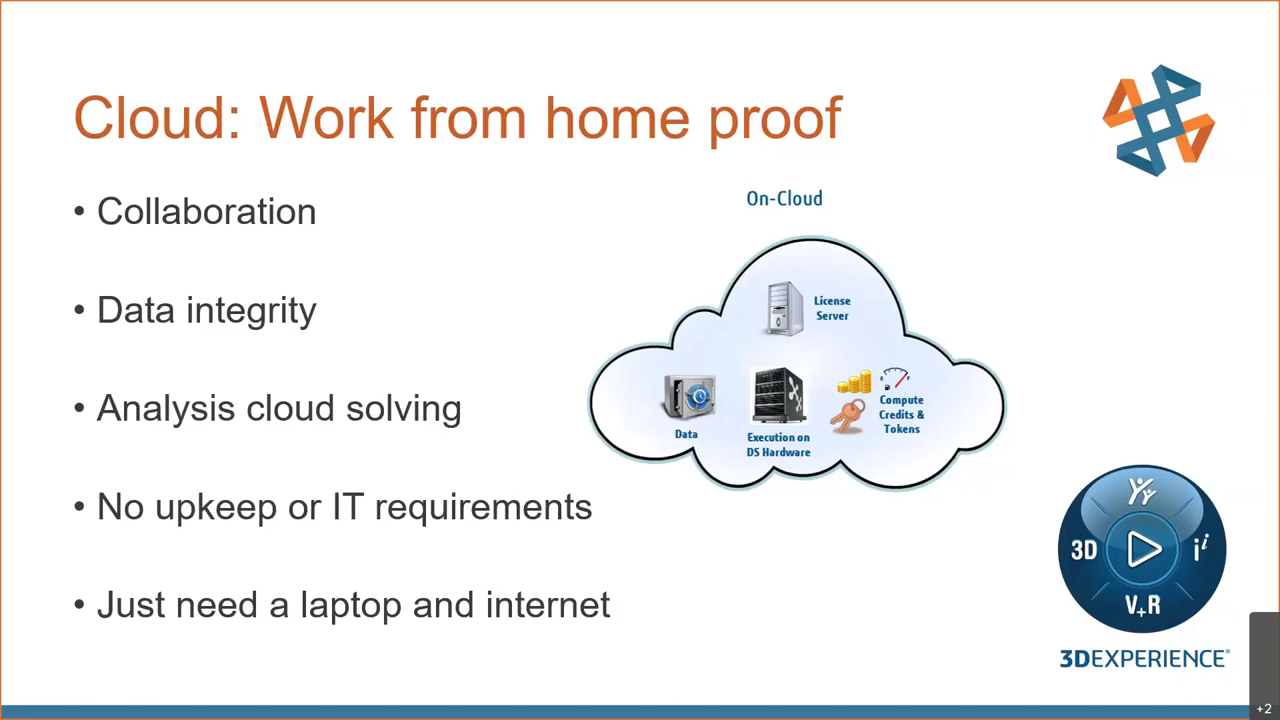 Cloud: Work from home proof
• Collaboration
• Data integrity
• Analysis cloud solving
• No upkeep or IT requirements
• Just need a laptop and internet
On-Cloud
License
Server
Data
Execution on
DS Hardware
Compute
Credits &
Tokens
3D
i
V+R
3DEXPERIENCE®
+2